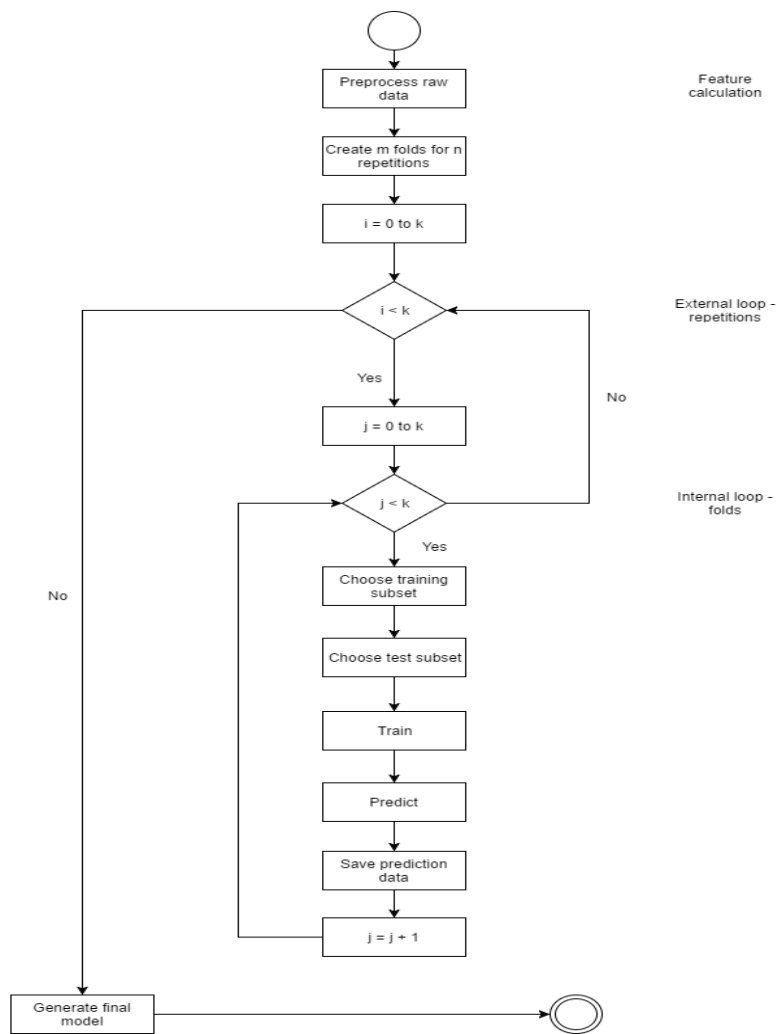 Preprocess raw
data
Feature
calculation
Create m folds for n
repetitions
i = 0 to k
i < k
External loop -
repetitions
Yes
No
j = 0 to k
j < k
Internal loop -
folds
Yes
Choose training
subset
No
Choose test subset
Train
Predict
Save prediction
data
j = j + 1
Generate final
model